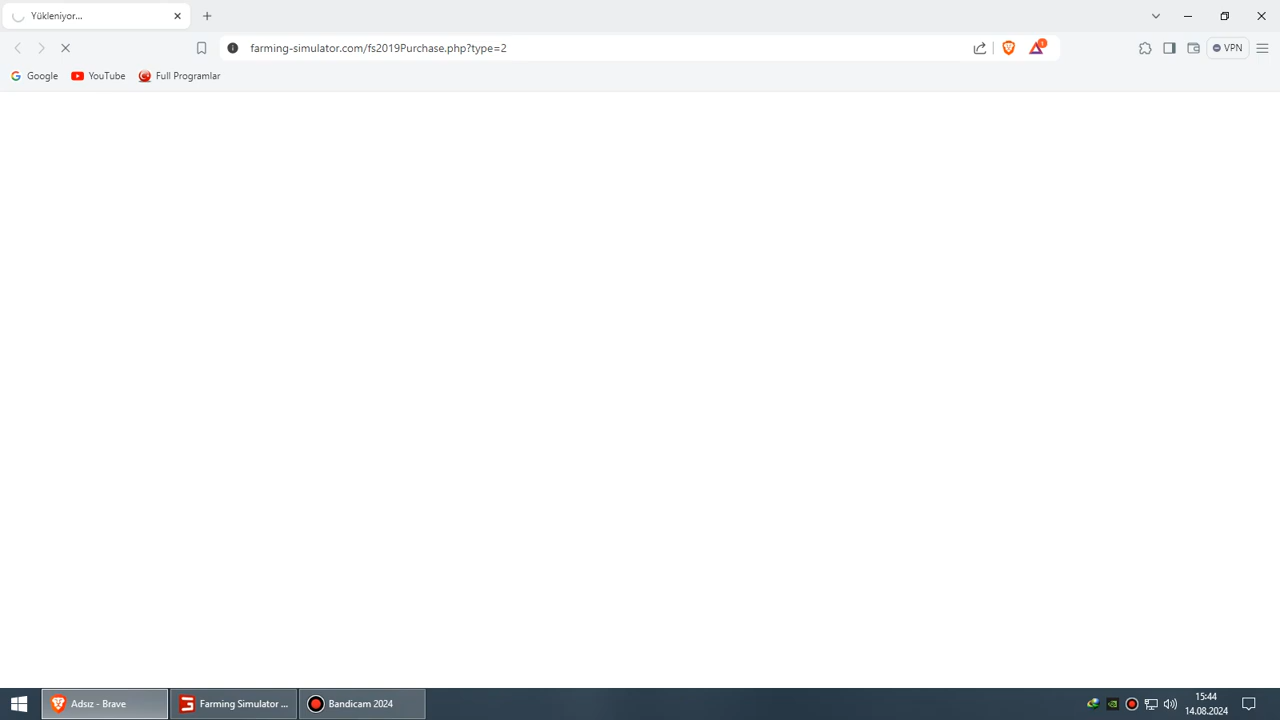 Yükleniyor...
farming-simulator.com/fs2019Purchase.php?type=2
1
VPN
Google
YouTube
Full Programlar
Adsız - Brave
Farming Simulator ...
Bandicam 2024
15:44
14.08.2024